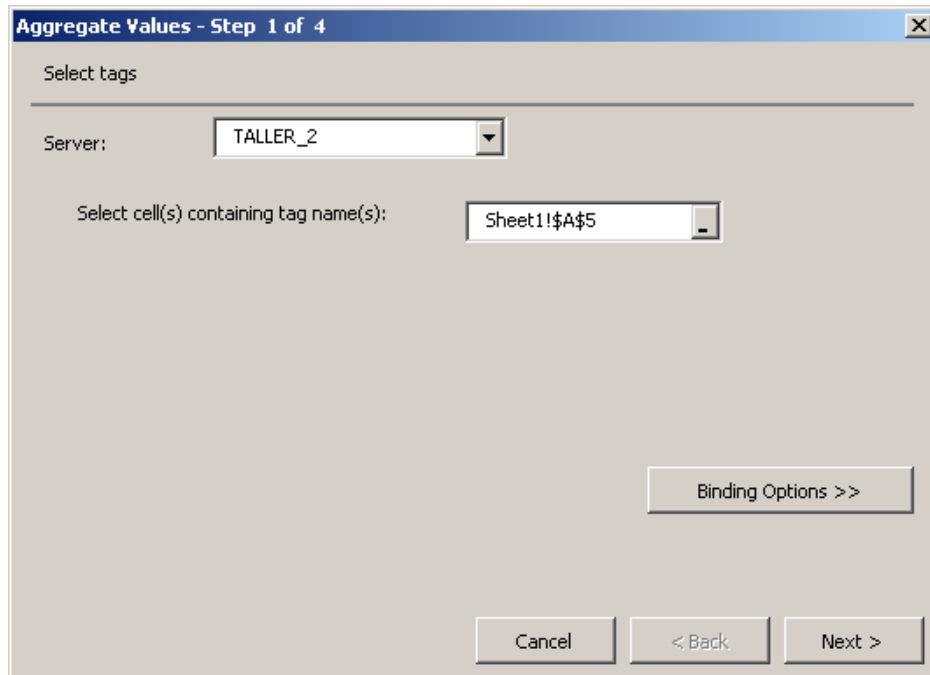 Aggregate Values - Step 1 of 4
Select tags
Server: TALLER_2
Select cell(s) containing tag name(s): Sheet1!$A$5
Binding Options >>
Cancel < Back Next >